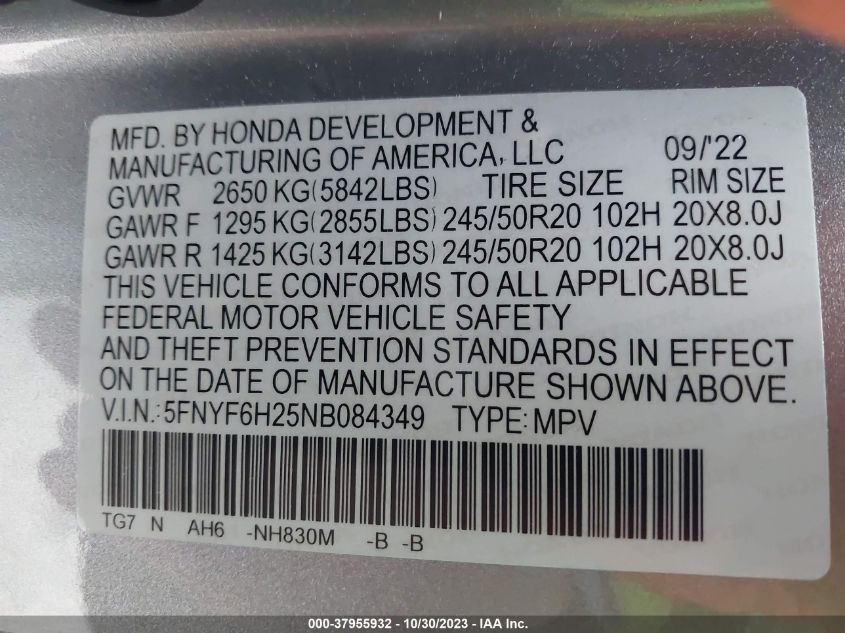 MFD. BY HONDA DEVELOPMENT &
MANUFACTURING OF AMERICA, LLC 09/'22
GVWR 2650 KG(5842LBS) TIRE SIZE RIM SIZE
GAWR F 1295 KG(2855LBS) 245/50R20 102H 20X8.0J
GAWR R 1425 KG(3142LBS) 245/50R20 102H 20X8.0J
THIS VEHICLE CONFORMS TO ALL APPLICABLE
FEDERAL MOTOR VEHICLE SAFETY
AND THEFT PREVENTION STANDARDS IN EFFECT
ON THE DATE OF MANUFACTURE SHOWN ABOVE.
V.I.N.: 5FNYF6H25NB084349 TYPE: MPV
TG7 N AH6 -NH830M -B -B
000-37955932 - 10/30/2023 - IAA Inc.